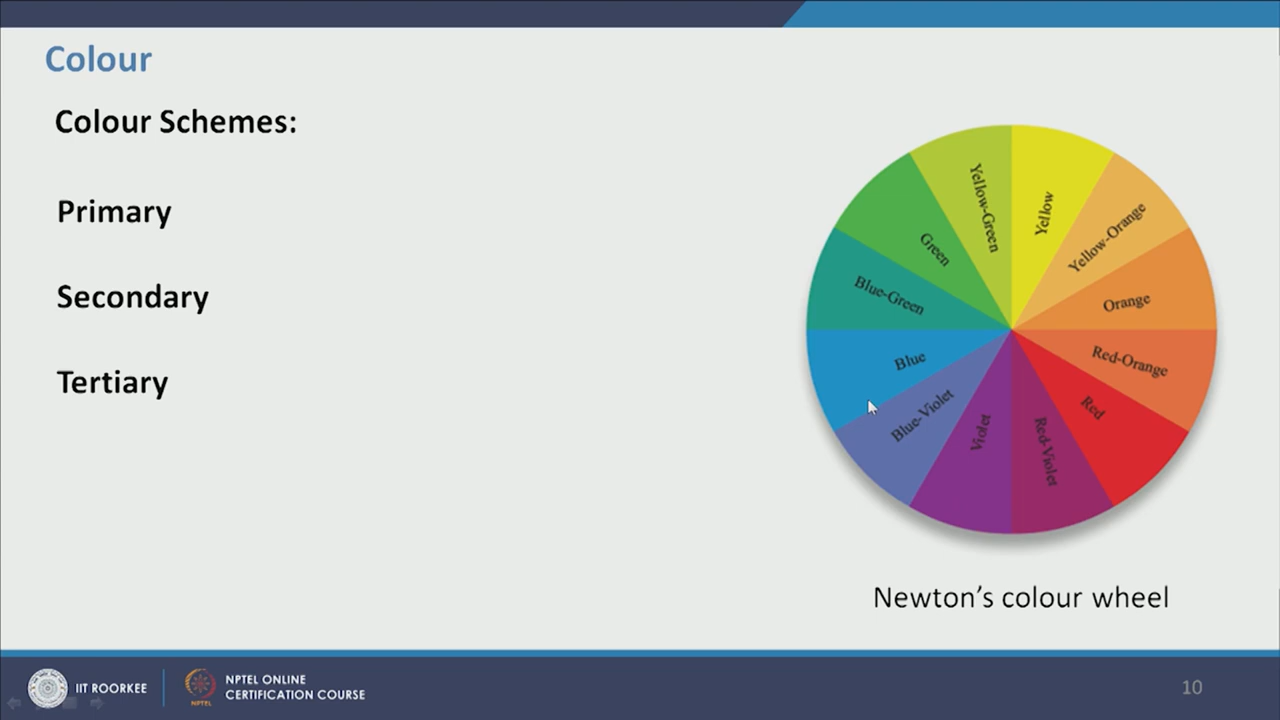 Colour
Colour Schemes:
Primary
Secondary
Tertiary
Yellow-Green
Yellow
Yellow-Orange
Green
Orange
Blue-Green
Red-Orange
Blue
Red
Blue-Violet
Violet
Red-Violet
Newton's colour wheel
IIT ROORKEE
NPTEL
NPTEL ONLINE
CERTIFICATION COURSE
10